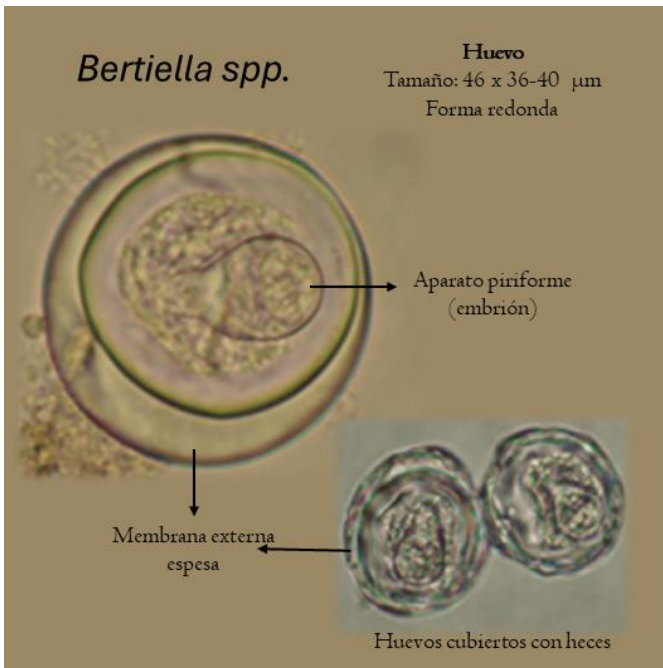 Bertiella spp.
Huevo
Tamaño: 46 x 36-40 µm
Forma redonda
Aparato piriforme
(embrión)
Membrana externa
espesa
Huevos cubiertos con heces